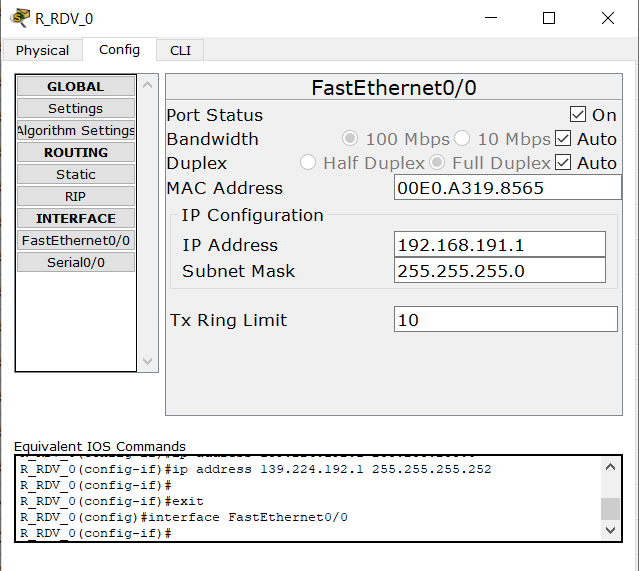 R_RDV_0
Physical Config CLI
GLOBAL
Settings
Algorithm Settings
ROUTING
Static
RIP
INTERFACE
FastEthernet0/0
Serial0/0
FastEthernet0/0
Port Status On
Bandwidth 100 Mbps 10 Mbps Auto
Duplex Half Duplex Full Duplex Auto
MAC Address 00E0.A319.8565
IP Configuration
IP Address 192.168.191.1
Subnet Mask 255.255.255.0
Tx Ring Limit 10
Equivalent IOS Commands
R_RDV_0(config-if)#ip address 139.224.192.1 255.255.255.252
R_RDV_0(config-if)#
R_RDV_0(config-if)#exit
R_RDV_0(config)#interface FastEthernet0/0
R_RDV_0(config-if)#